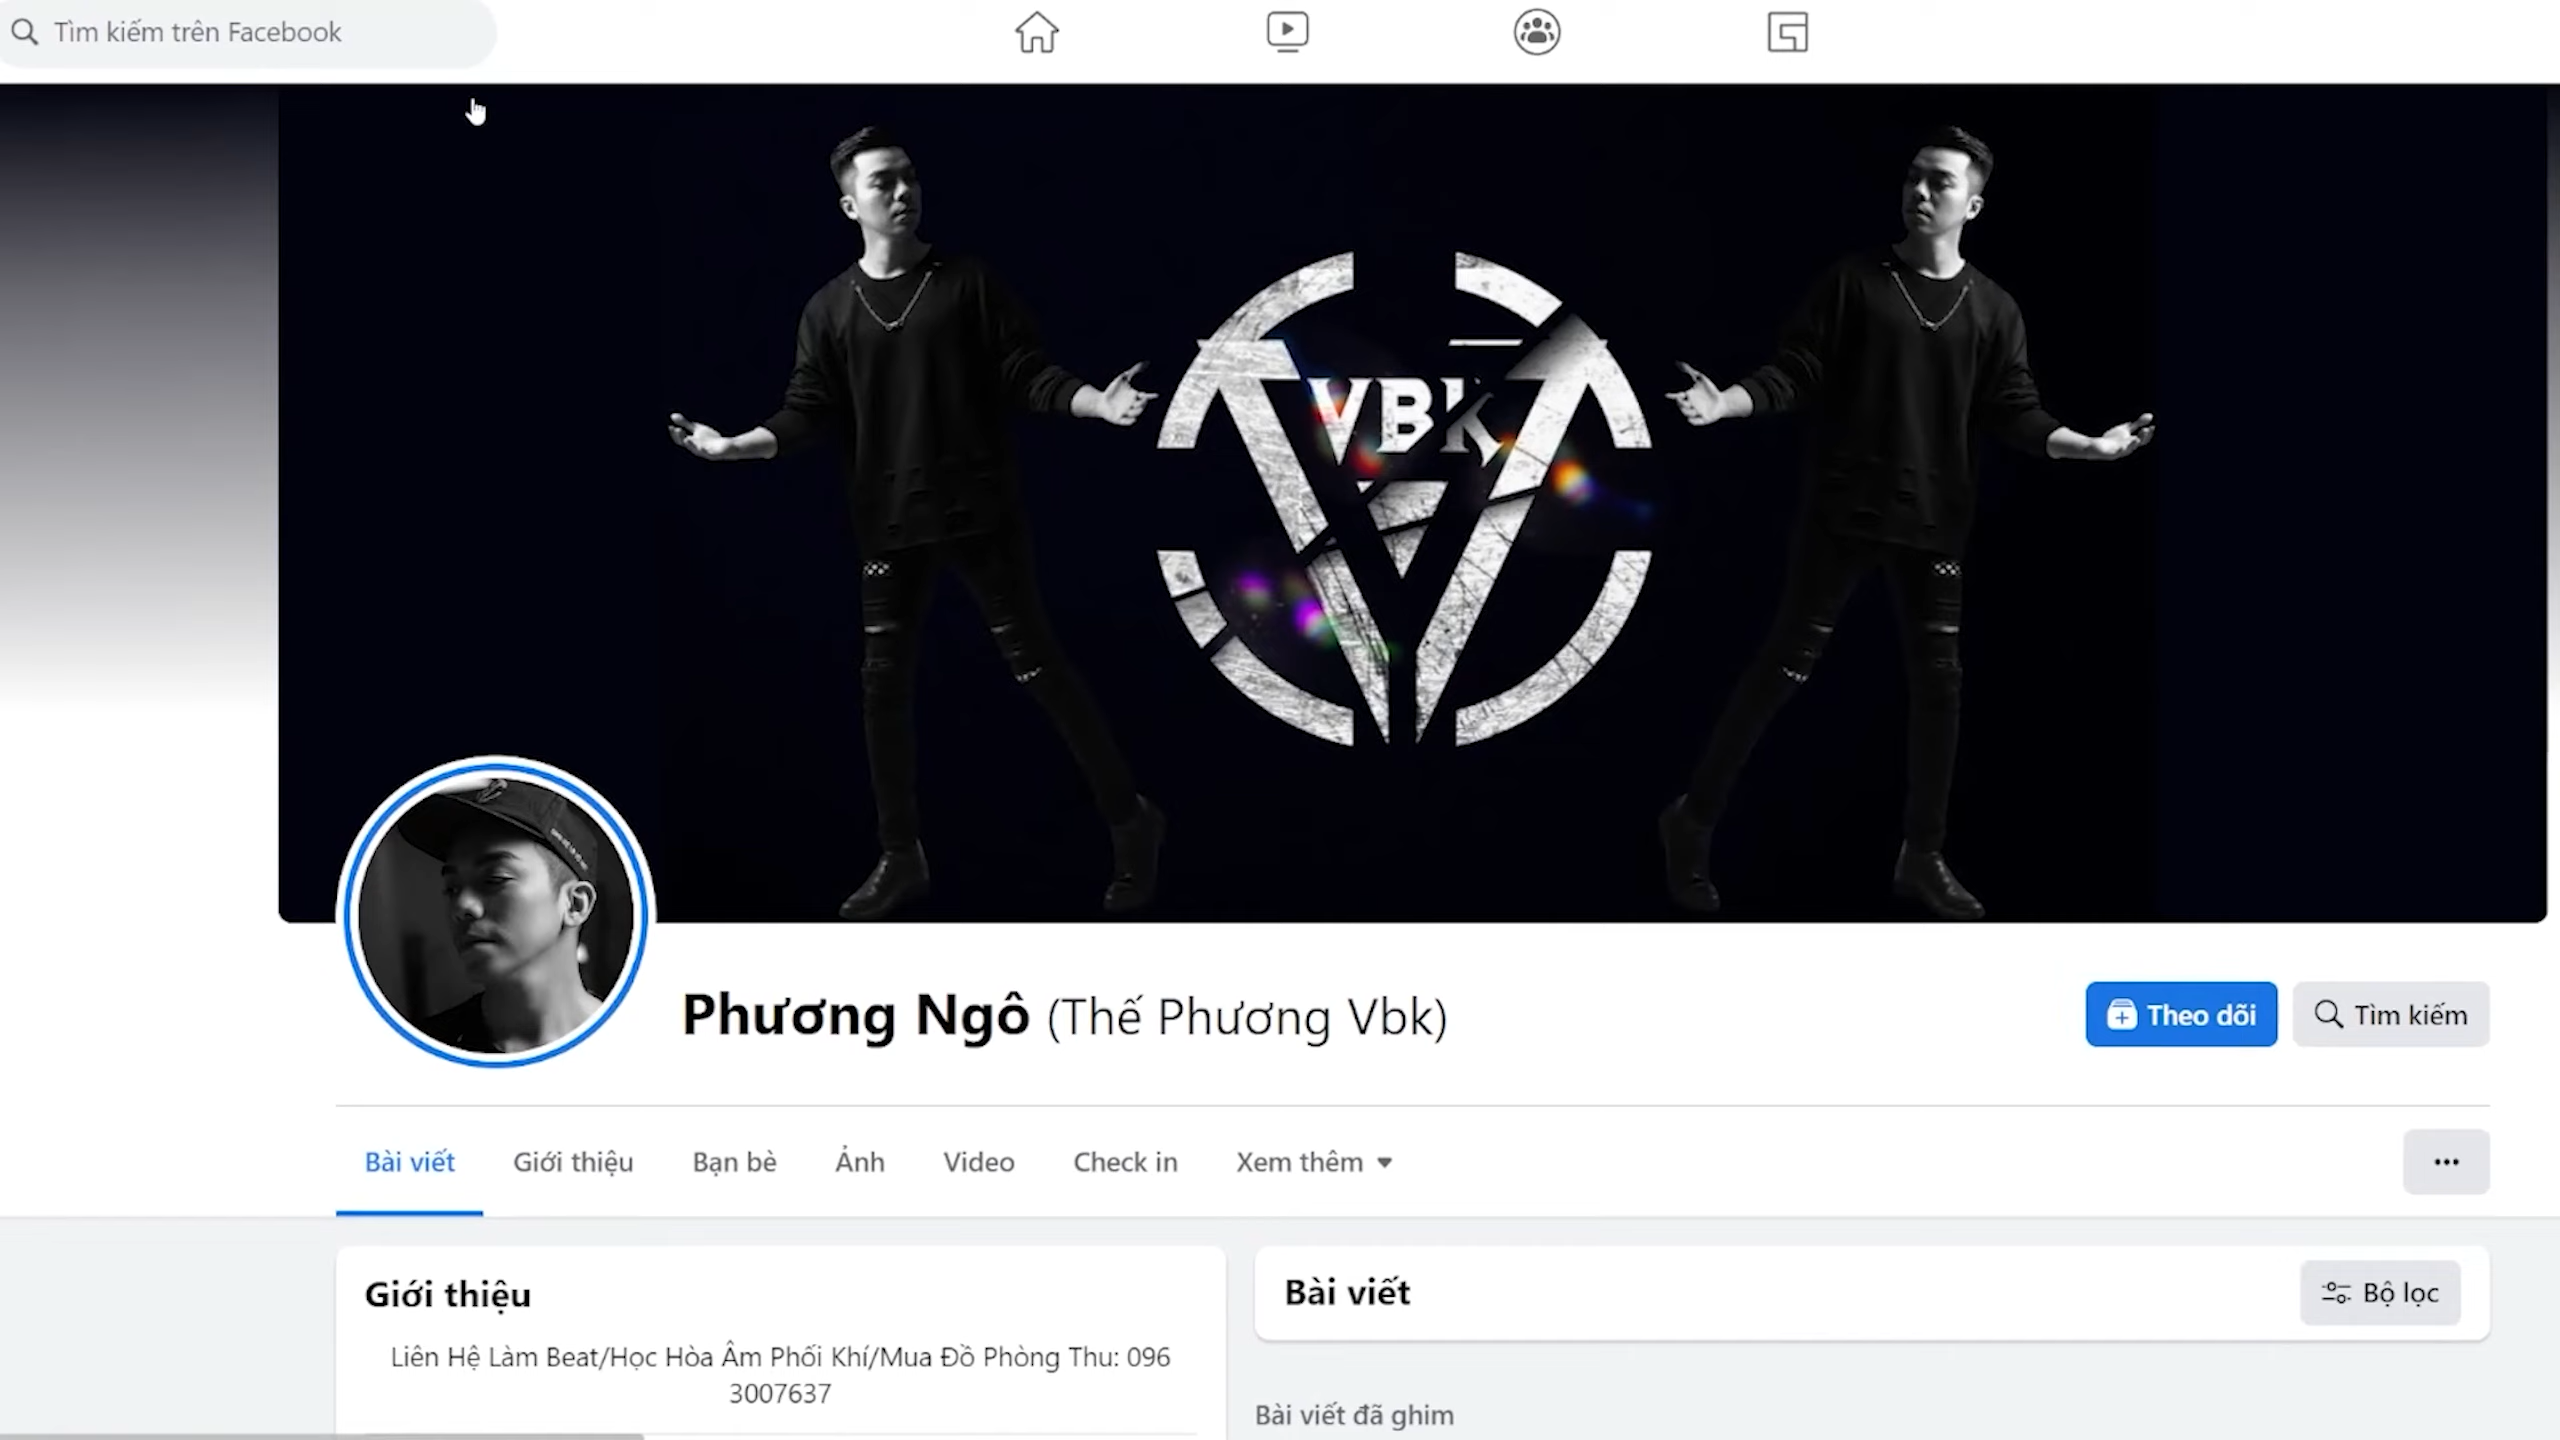 Tìm kiếm trên Facebook
VBK
Phương Ngô (Thế Phương Vbk)
Theo dõi
Tìm kiếm
Bài viết
Giới thiệu
Bạn bè
Ảnh
Video
Check in
Xem thêm
Giới thiệu
Liên Hệ Làm Beat/Học Hòa Âm Phối Khí/Mua Đồ Phòng Thu: 096
3007637
Bài viết
Bộ lọc
Bài viết đã ghim